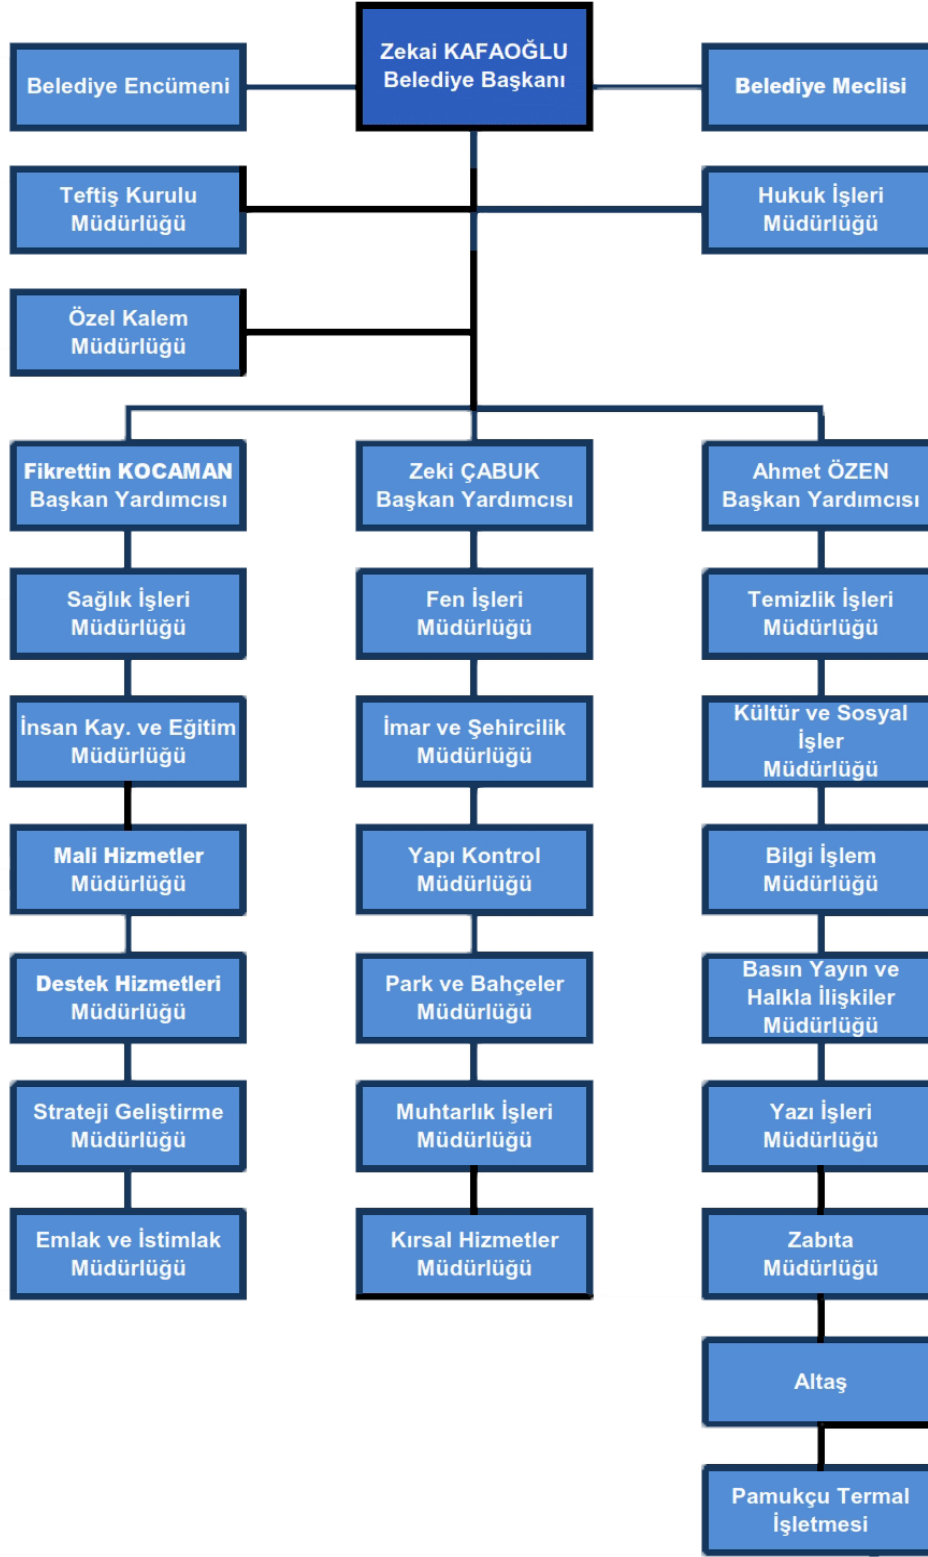 Zekai KAFAOĞLU
Belediye Başkanı
Belediye Encümeni
Belediye Meclisi
Teftiş Kurulu
Müdürlüğü
Hukuk İşleri
Müdürlüğü
Özel Kalem
Müdürlüğü
Fikrettin KOCAMAN
Başkan Yardımcısı
Zeki ÇABUK
Başkan Yardımcısı
Ahmet ÖZEN
Başkan Yardımcısı
Sağlık İşleri
Müdürlüğü
Fen İşleri
Müdürlüğü
Temizlik İşleri
Müdürlüğü
İnsan Kay. ve Eğitim
Müdürlüğü
İmar ve Şehircilik
Müdürlüğü
Kültür ve Sosyal
İşler
Müdürlüğü
Mali Hizmetler
Müdürlüğü
Yapı Kontrol
Müdürlüğü
Bilgi İşlem
Müdürlüğü
Destek Hizmetleri
Müdürlüğü
Park ve Bahçeler
Müdürlüğü
Basın Yayın ve
Halkla İlişkiler
Müdürlüğü
Strateji Geliştirme
Müdürlüğü
Muhtarlık İşleri
Müdürlüğü
Yazı İşleri
Müdürlüğü
Emlak ve İstimlak
Müdürlüğü
Kırsal Hizmetler
Müdürlüğü
Zabıta
Müdürlüğü
Altaş
Pamukçu Termal
İşletmesi